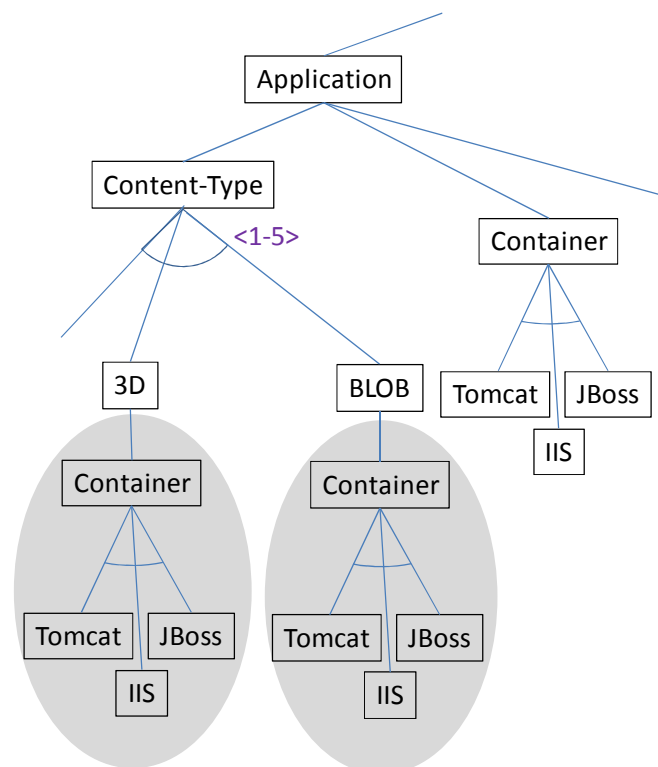 Application
Content-Type
<1-5>
Container
3D
BLOB
Tomcat
JBoss
IIS
Container
Container
Tomcat
JBoss
IIS
Tomcat
JBoss
IIS